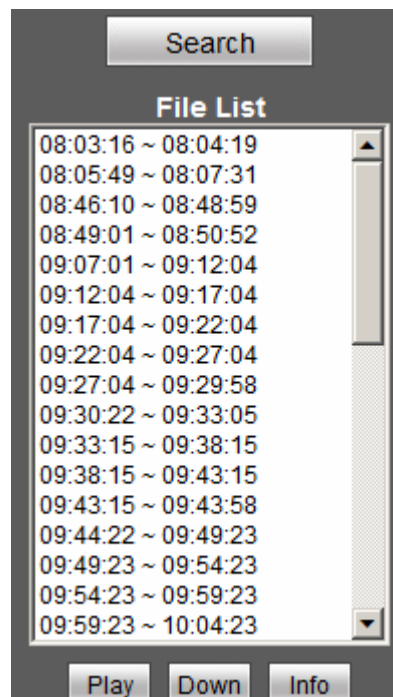 Search
File List
08:03:16 ~ 08:04:19
08:05:49 ~ 08:07:31
08:46:10 ~ 08:48:59
08:49:01 ~ 08:50:52
09:07:01 ~ 09:12:04
09:12:04 ~ 09:17:04
09:17:04 ~ 09:22:04
09:22:04 ~ 09:27:04
09:27:04 ~ 09:29:58
09:30:22 ~ 09:33:05
09:33:15 ~ 09:38:15
09:38:15 ~ 09:43:15
09:43:15 ~ 09:43:58
09:44:22 ~ 09:49:23
09:49:23 ~ 09:54:23
09:54:23 ~ 09:59:23
09:59:23 ~ 10:04:23
Play Down Info